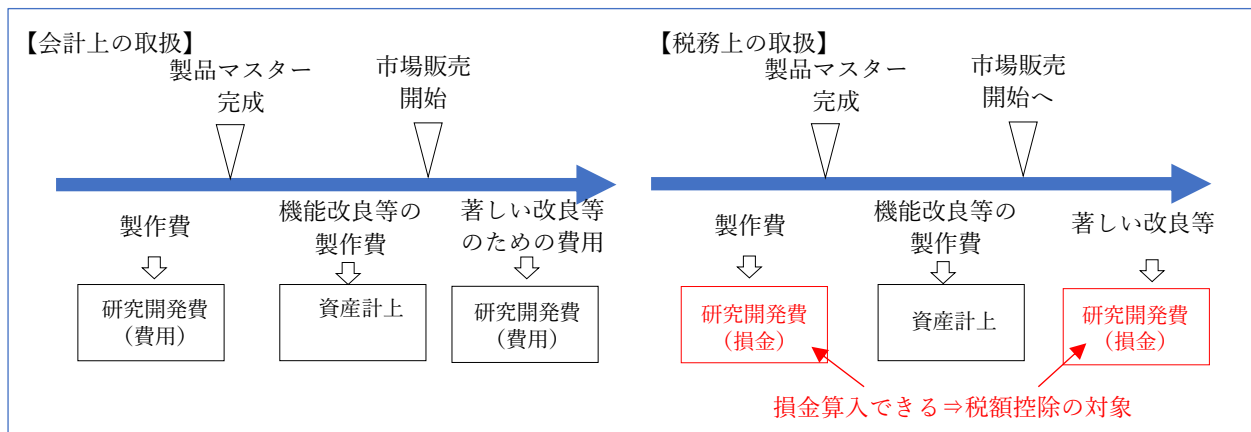 【会計上の取扱】
製品マスター
完成
市場販売
開始
製作費
機能改良等の
製作費
著しい改良等
のための費用
研究開発費
（費用）
資産計上
研究開発費
（費用）
【税務上の取扱】
製品マスター
完成
市場販売
開始へ
製作費
機能改良等の
製作費
著しい改良等
研究開発費
（損金）
資産計上
研究開発費
（損金）
損金算入できる⇒税額控除の対象